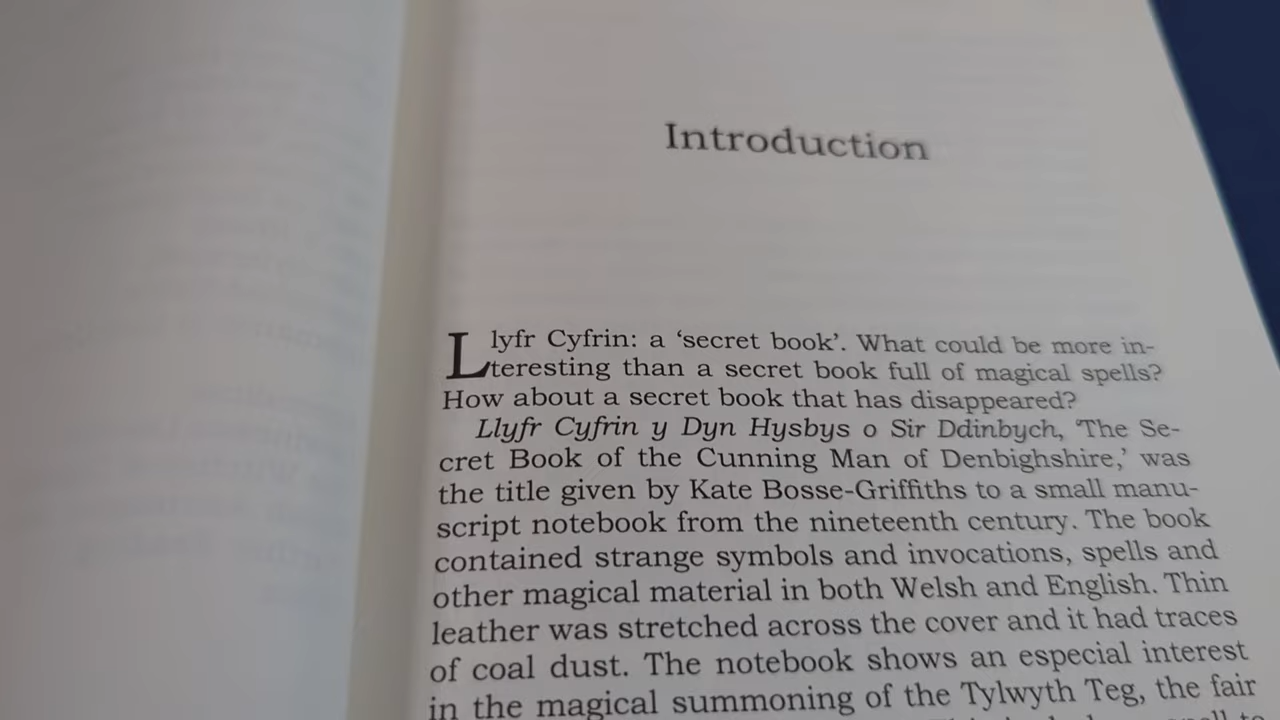 Introduction
Llyfr Cyfrin: a ‘secret book’. What could be more in-
teresting than a secret book full of magical spells?
How about a secret book that has disappeared?
Llyfr Cyfrin y Dyn Hysbys o Sir Ddinbych, ‘The Se-
cret Book of the Cunning Man of Denbighshire,’ was
the title given by Kate Bosse-Griffiths to a small manu-
script notebook from the nineteenth century. The book
contained strange symbols and invocations, spells and
other magical material in both Welsh and English. Thin
leather was stretched across the cover and it had traces
of coal dust. The notebook shows an especial interest
in the magical summoning of the Tylwyth Teg, the fair